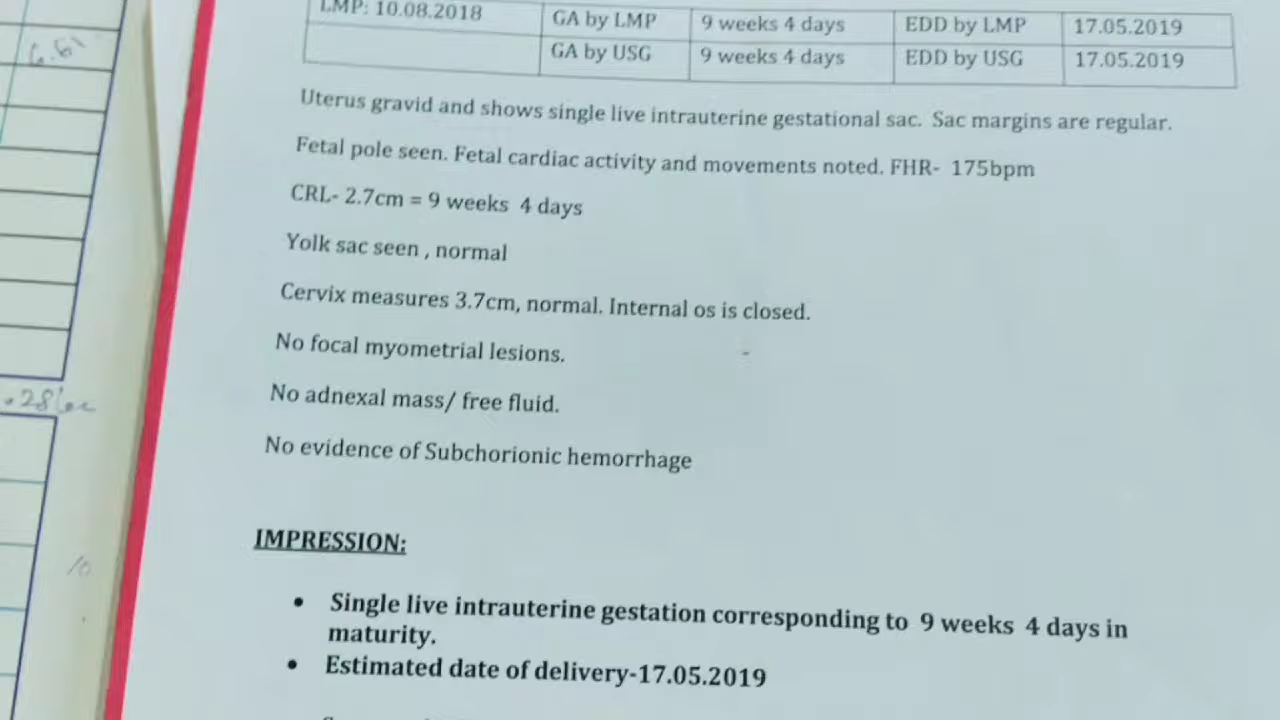 LMP: 10.08.2018 GA by LMP 9 weeks 4 days EDD by LMP 17.05.2019
GA by USG 9 weeks 4 days EDD by USG 17.05.2019
Uterus gravid and shows single live intrauterine gestational sac. Sac margins are regular.
Fetal pole seen. Fetal cardiac activity and movements noted. FHR- 175bpm
CRL- 2.7cm = 9 weeks 4 days
Yolk sac seen , normal
Cervix measures 3.7cm, normal. Internal os is closed.
No focal myometrial lesions.
No adnexal mass/ free fluid.
No evidence of Subchorionic hemorrhage
IMPRESSION:
• Single live intrauterine gestation corresponding to 9 weeks 4 days in
maturity.
• Estimated date of delivery-17.05.2019